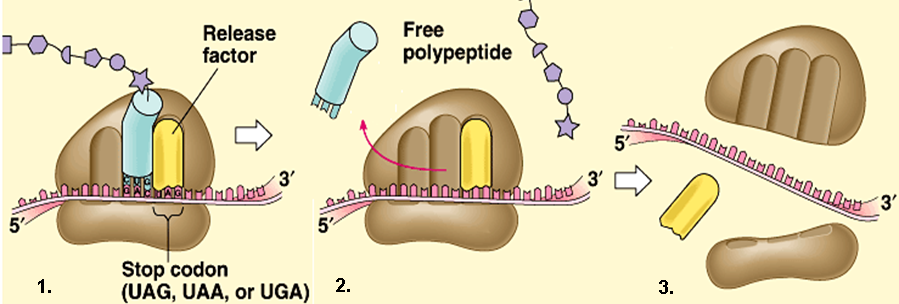 Release
factor
3'
5'
Stop codon
(UAG, UAA, or UGA)
1.
Free
polypeptide
3'
5'
2.
5'
3'
3.